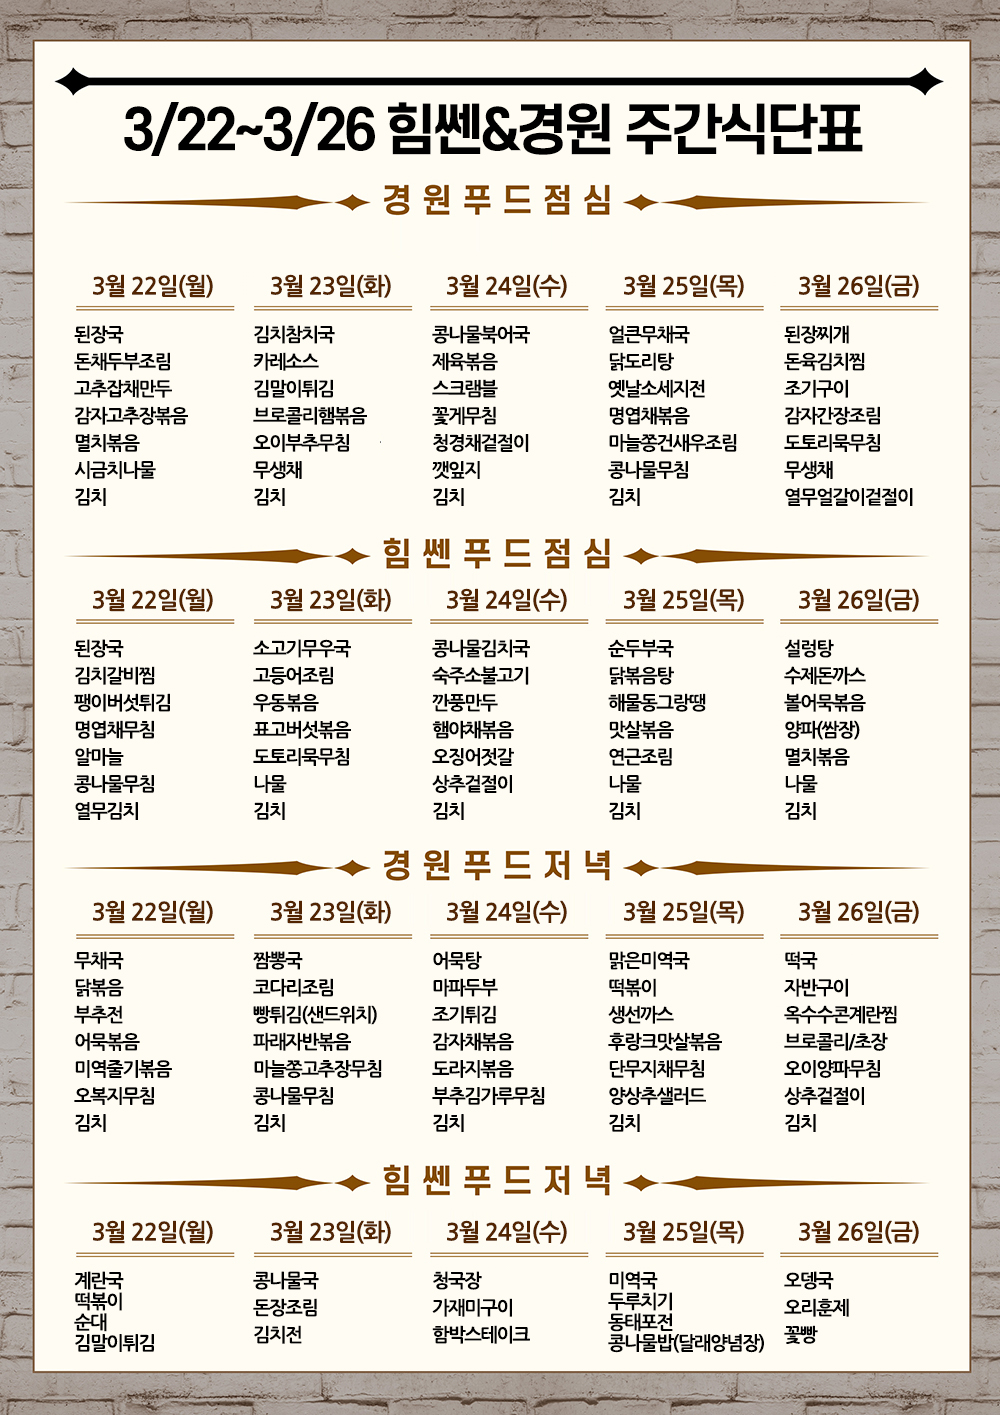 3/22~3/26 힘쎈&경원 주간식단표
경원푸드점심
3월 22일(월)
된장국
돈채두부조림
고추잡채만두
감자고추장볶음
멸치볶음
시금치나물
김치
3월 23일(화)
김치참치국
카레소스
김말이튀김
브로콜리햄볶음
오이부추무침
무생채
김치
3월 24일(수)
콩나물북어국
제육볶음
스크램블
꽃게무침
청경채겉절이
깻잎지
김치
3월 25일(목)
얼큰무채국
닭도리탕
옛날소세지전
명엽채볶음
마늘쫑건새우조림
콩나물무침
김치
3월 26일(금)
된장찌개
돈육김치찜
조기구이
감자간장조림
도토리묵무침
무생채
열무얼갈이겉절이
힘쎈푸드점심
3월 22일(월)
된장국
김치갈비찜
팽이버섯튀김
명엽채무침
알마늘
콩나물무침
열무김치
3월 23일(화)
소고기무우국
고등어조림
우동볶음
표고버섯볶음
도토리묵무침
나물
김치
3월 24일(수)
콩나물김치국
숙주소불고기
깐풍만두
햄야채볶음
오징어젓갈
상추겉절이
김치
3월 25일(목)
순두부국
닭볶음탕
해물동그랑땡
맛살볶음
연근조림
나물
김치
3월 26일(금)
설렁탕
수제돈까스
볼어묵볶음
양파(쌈장)
멸치볶음
나물
김치
경원푸드저녁
3월 22일(월)
무채국
닭볶음
부추전
어묵볶음
미역줄기볶음
오복지무침
김치
3월 23일(화)
짬뽕국
코다리조림
빵튀김(샌드위치)
파래자반볶음
마늘쫑고추장무침
콩나물무침
김치
3월 24일(수)
어묵탕
마파두부
조기튀김
감자채볶음
도라지볶음
부추김가루무침
김치
3월 25일(목)
맑은미역국
떡볶이
생선까스
후랑크맛살볶음
단무지채무침
양상추샐러드
김치
3월 26일(금)
떡국
자반구이
옥수수콘계란찜
브로콜리/초장
오이양파무침
상추겉절이
김치
힘쎈푸드저녁
3월 22일(월)
계란국
떡볶이
순대
김말이튀김
3월 23일(화)
콩나물국
돈장조림
김치전
3월 24일(수)
청국장
가재미구이
함박스테이크
3월 25일(목)
미역국
두루치기
동태포전
콩나물밥(달래양념장)
3월 26일(금)
오뎅국
오리훈제
꽃빵